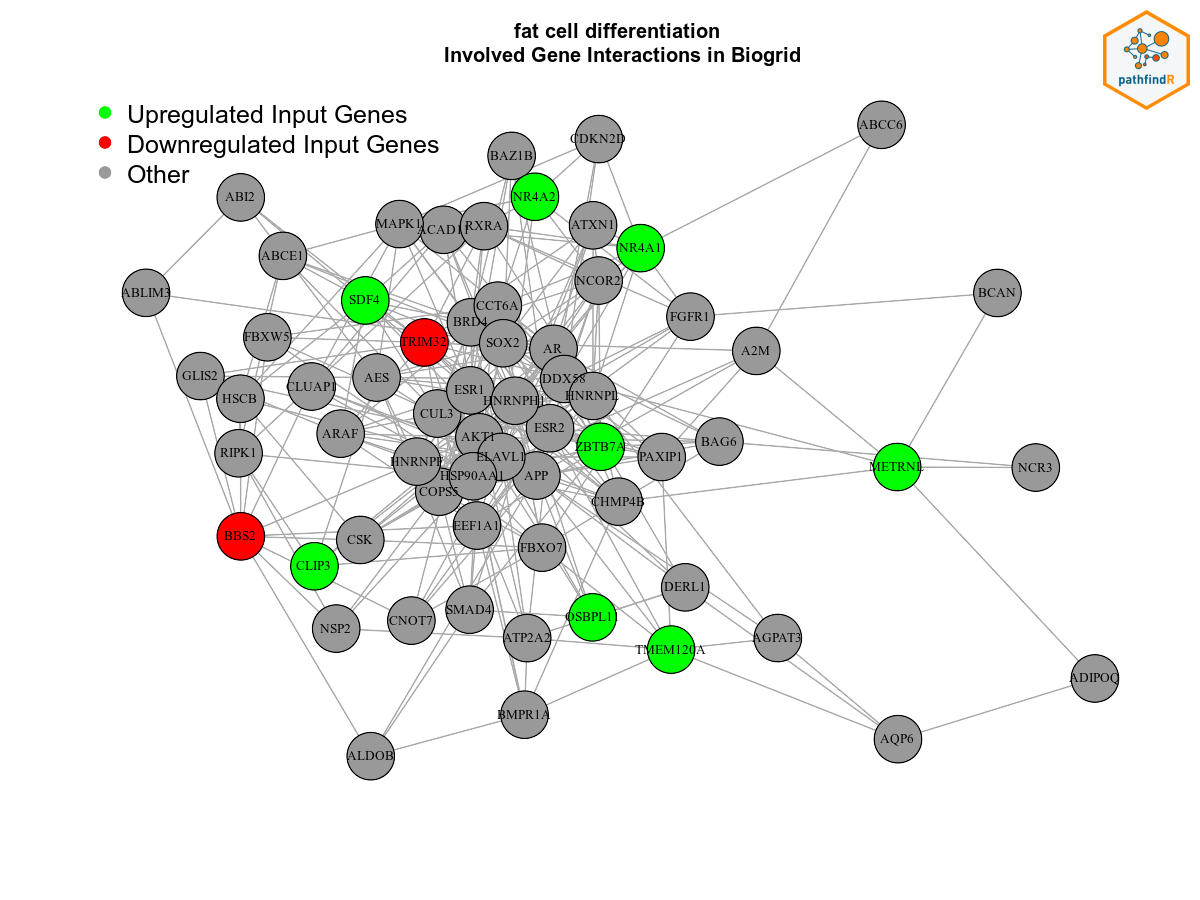 fat cell differentiation
Involved Gene Interactions in Biogrid
pathfindR
Upregulated Input Genes
Downregulated Input Genes
Other
ABCC6
CDKN2D
BAZ1B
NR4A2
ABI2
MAPK1
RXRA
ATXN1
NR4A1
ABCE1
NCOR2
ABLIM3
BCAN
SDF4
CCT6A
FGFR1
BRD4
FBXW5
TRIM32
SOX2
AR
A2M
GLIS2
AES
DDX58
CLUAP1
ESR1
HNRNPL
HSCB
HNRNPH1
CUL3
ESR2
ARAF
AKT1
BAG6
ZBTB7A
RIPK1
ELAVL1
PAXIP1
HNRNPF
METRNL
NCR3
HSP90AA1
APP
COPS5
CHMP4B
EEF1A1
BBS2
CSK
FBXO7
CLIP3
DERL1
SMAD4
OSBPL11
CNOT7
NSP2
ATP2A2
AGPAT3
TMEM120A
ADIPOQ
BMPR1A
AQP6
ALDOB